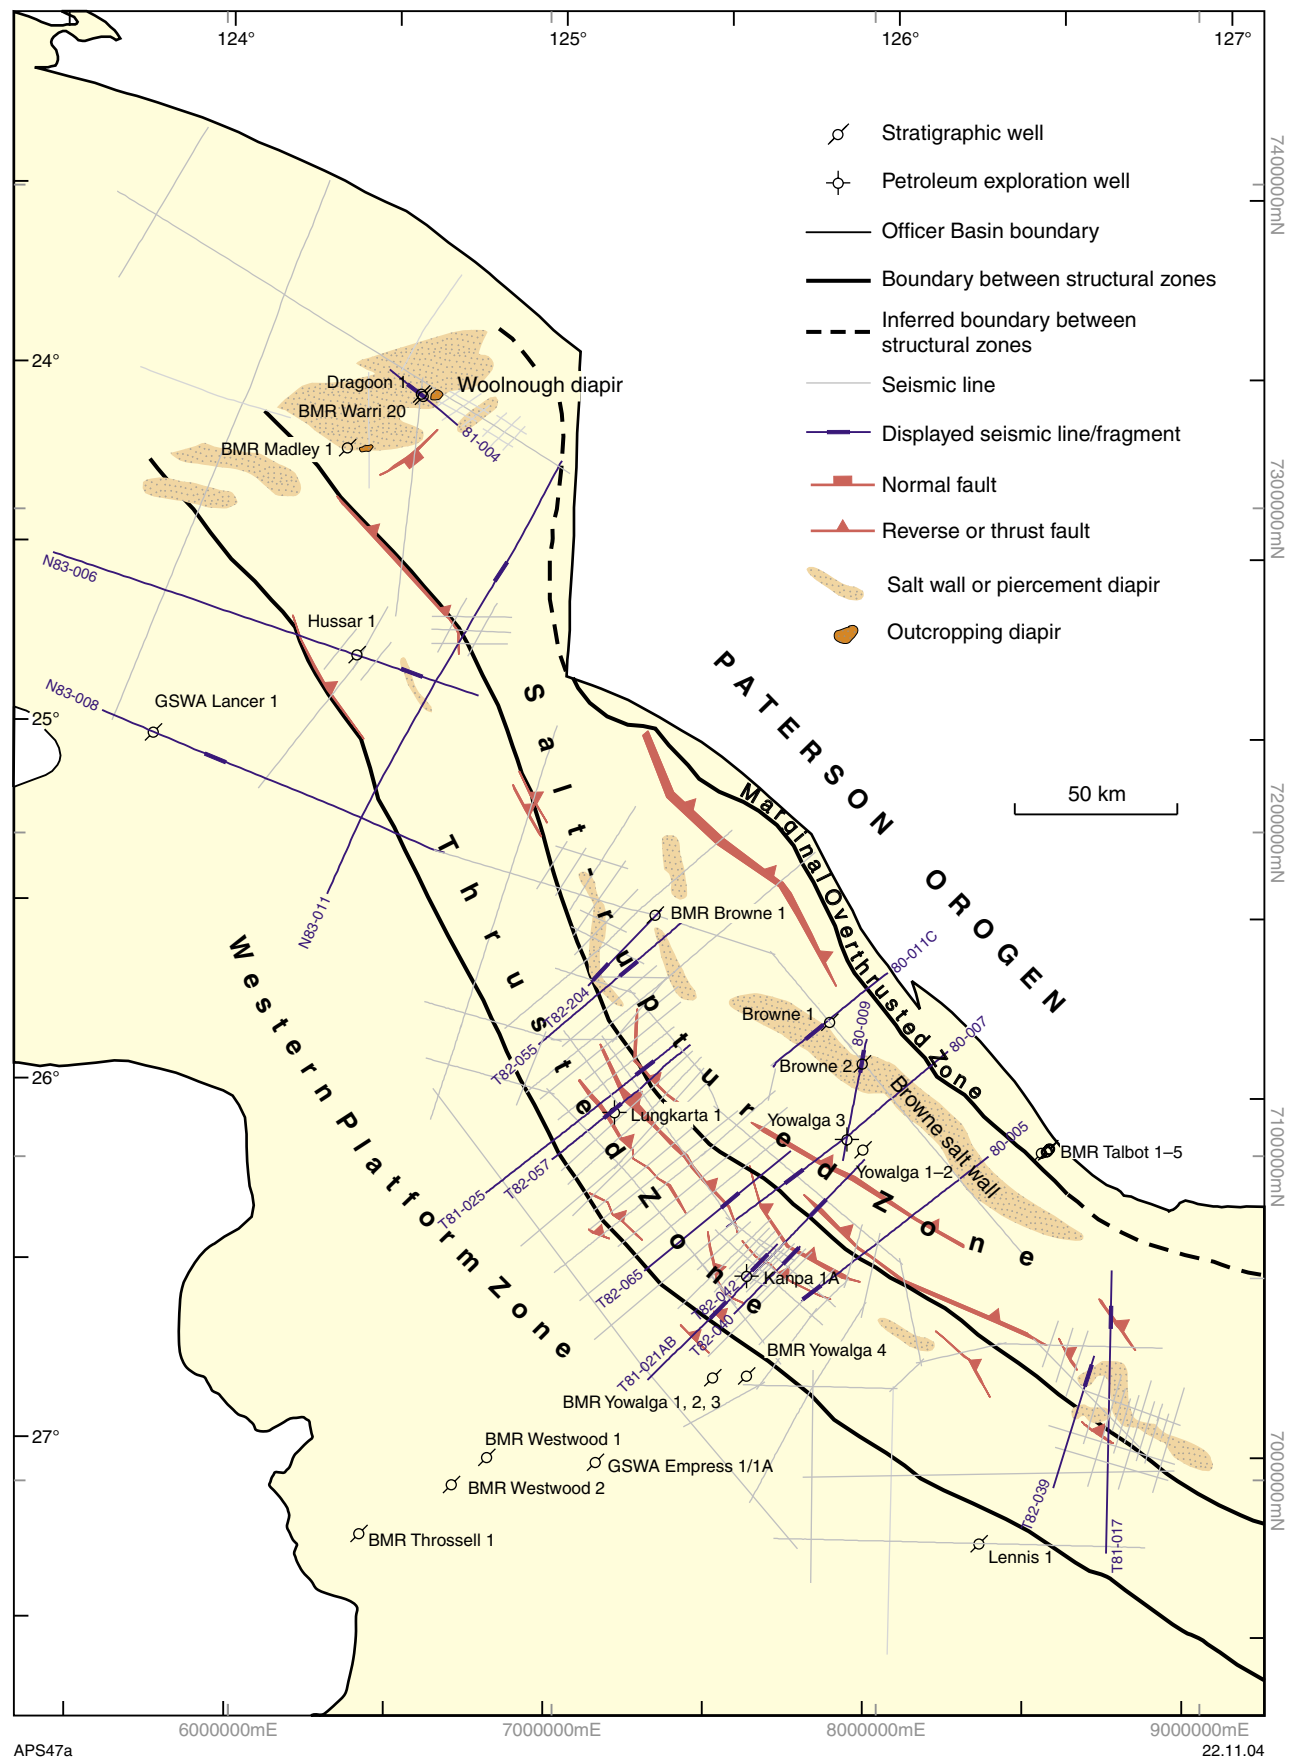 124°
125°
126°
127°
Stratigraphic well
Petroleum exploration well
Officer Basin boundary
Boundary between structural zones
Inferred boundary between
structural zones
Seismic line
Displayed seismic line/fragment
Normal fault
Reverse or thrust fault
Salt wall or piercement diapir
Outcropping diapir
7400000mN
7300000mN
7200000mN
7100000mN
7000000mN
24°
25°
26°
27°
Dragoon 1
Woolnough diapir
BMR Warri 20
BMR Madley 1
81-004
N83-006
Hussar 1
N83-008
GSWA Lancer 1
N83-011
PATERSON OROGEN
50 km
Marginal Overthrusted Zone
Salt-ruptured Zone
Thrusted Zone
Western Platform Zone
BMR Browne 1
80-011C
T82-204
Browne 1
80-009
80-007
T82-055
Browne 2
Browne salt wall
Lungkarta 1
Yowalga 3
80-005
BMR Talbot 1–5
Yowalga 1–2
T82-057
T81-025
T82-065
Kanpa 1A
T82-042
T82-040
T81-021AB
BMR Yowalga 4
BMR Yowalga 1, 2, 3
BMR Westwood 1
GSWA Empress 1/1A
BMR Westwood 2
BMR Throssell 1
T82-039
T81-017
Lennis 1
6000000mE
7000000mE
8000000mE
9000000mE
APS47a
22.11.04